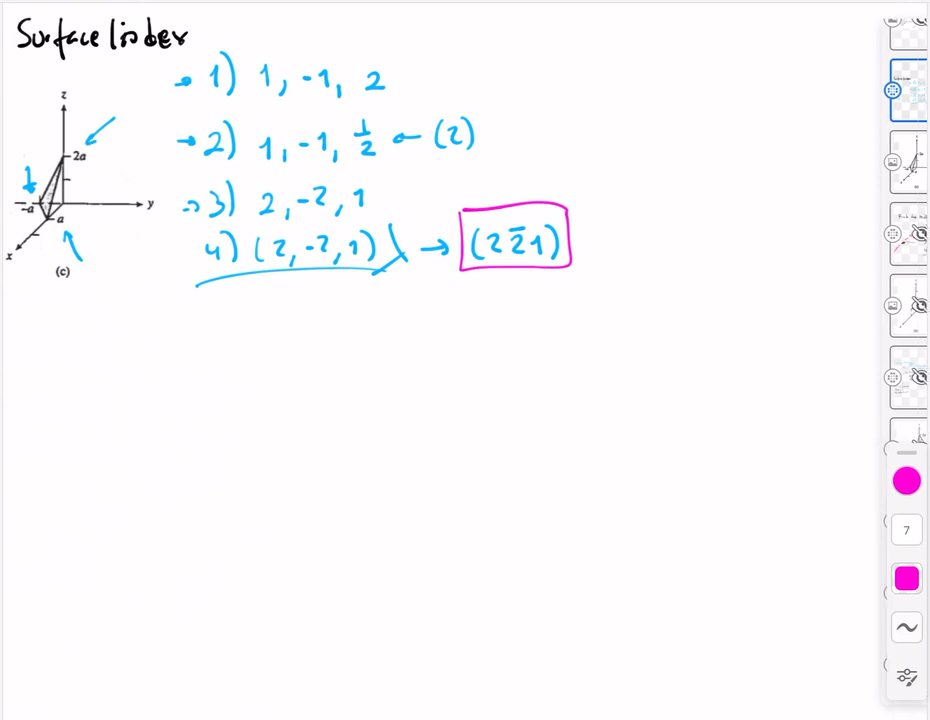 Surface Index
1) 1, -1, 2
2) 1, -1, 1/2 ← (2)
3) 2, -2, 1
4) (2, -2, 1) → (2 2̄ 1)
z
2a
-a
y
a
x
(c)
7